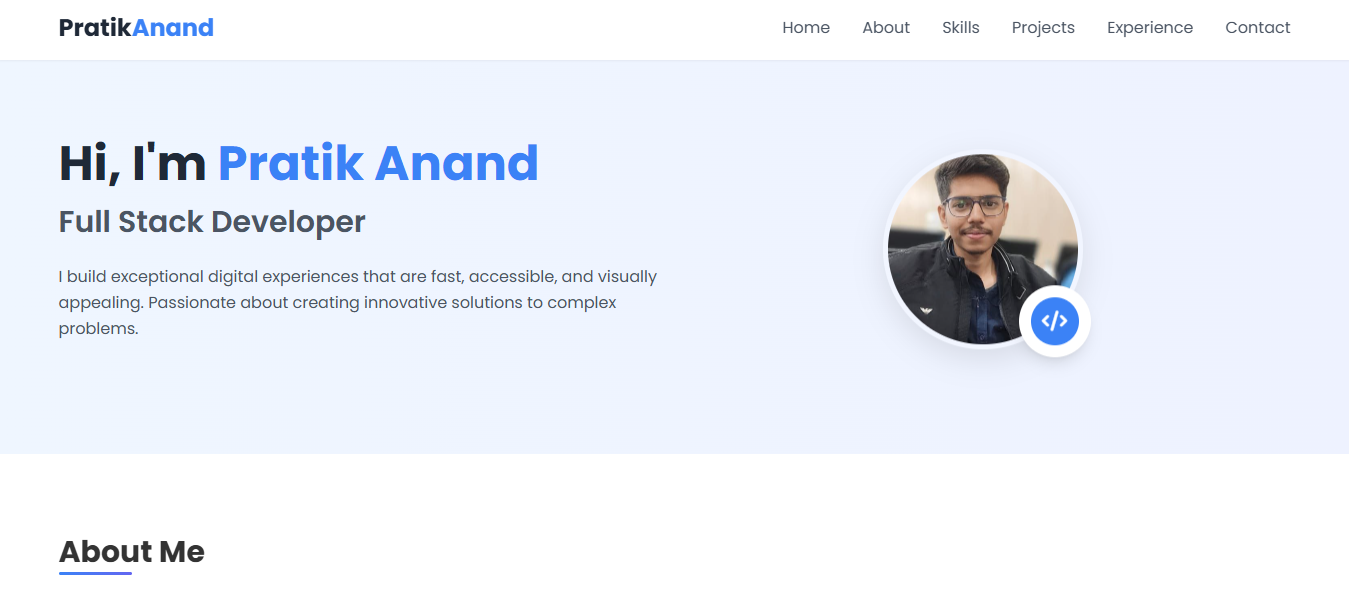 PratikAnand
Home About Skills Projects Experience Contact
Hi, I'm Pratik Anand
Full Stack Developer
I build exceptional digital experiences that are fast, accessible, and visually
appealing. Passionate about creating innovative solutions to complex
problems.
</>
About Me